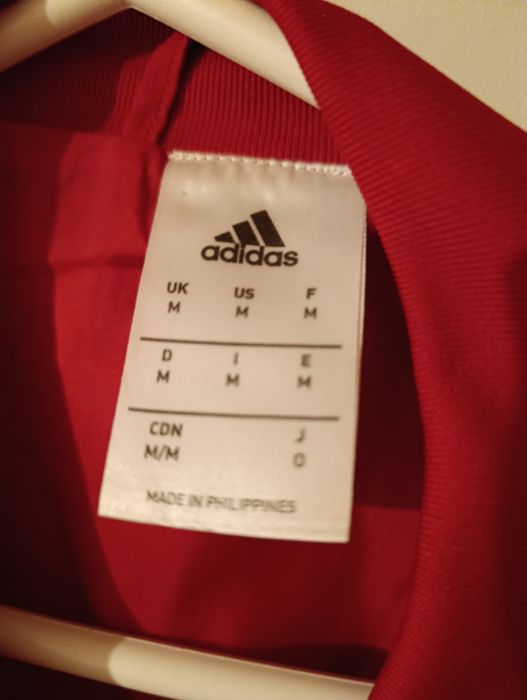 adidas
UK US F
M M M
D I E
M M M
CDN J
M/M O
MADE IN PHILIPPINES